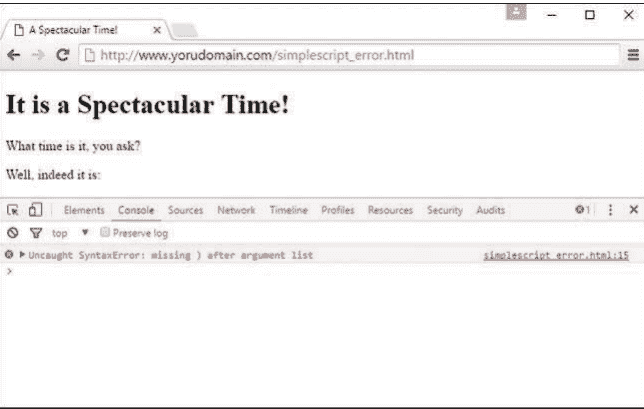 A Spectacular Time!
http://www.yorudomain.com/simplescript_error.html
It is a Spectacular Time!
What time is it, you ask?
Well, indeed it is:
Elements Console Sources Network Timeline Profiles Resources Security Audits 1
top Preserve log
Uncaught SyntaxError: missing ) after argument list simplescript_error.html:15